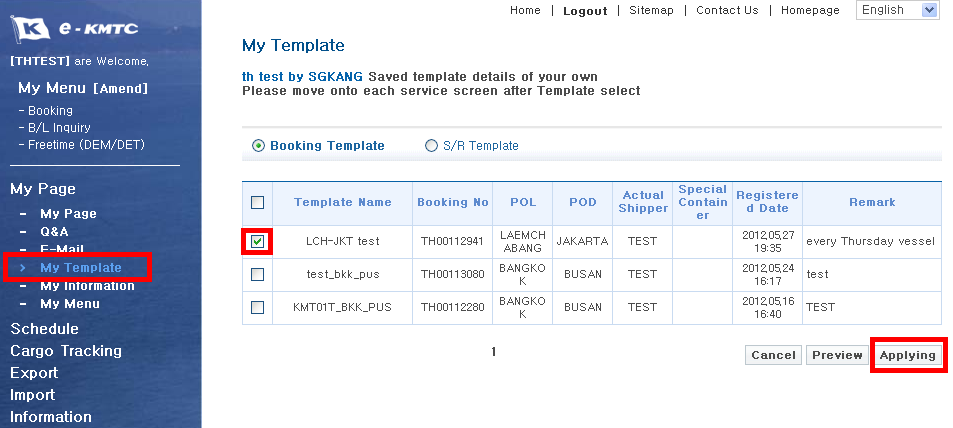 Home | Logout | Sitemap | Contact Us | Homepage English
e-KMTC
[THTEST] are Welcome,
My Menu [Amend]
- Booking
- B/L Inquiry
- Freetime (DEM/DET)
My Page
- My Page
- Q&A
- E-Mail
> My Template
- My Information
- My Menu
Schedule
Cargo Tracking
Export
Import
Information
My Template
th test by SGKANG Saved template details of your own
Please move onto each service screen after Template select
Booking Template S/R Template
Template Name Booking No POL POD Actual Shipper Special Container Registered Date Remark
LCH-JKT test TH00112941 LAEMCHABANG JAKARTA TEST 2012,05,27 19:35 every Thursday vessel
test_bkk_pus TH00113080 BANGKOK BUSAN TEST 2012,05,24 16:17 test
KMT01T_BKK_PUS TH00112280 BANGKOK BUSAN TEST 2012,05,16 16:40 TEST
1
Cancel Preview Applying